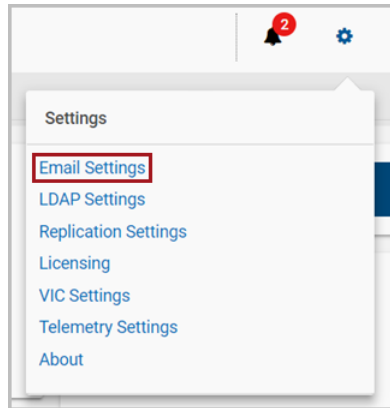 2
Settings
Email Settings
LDAP Settings
Replication Settings
Licensing
VIC Settings
Telemetry Settings
About